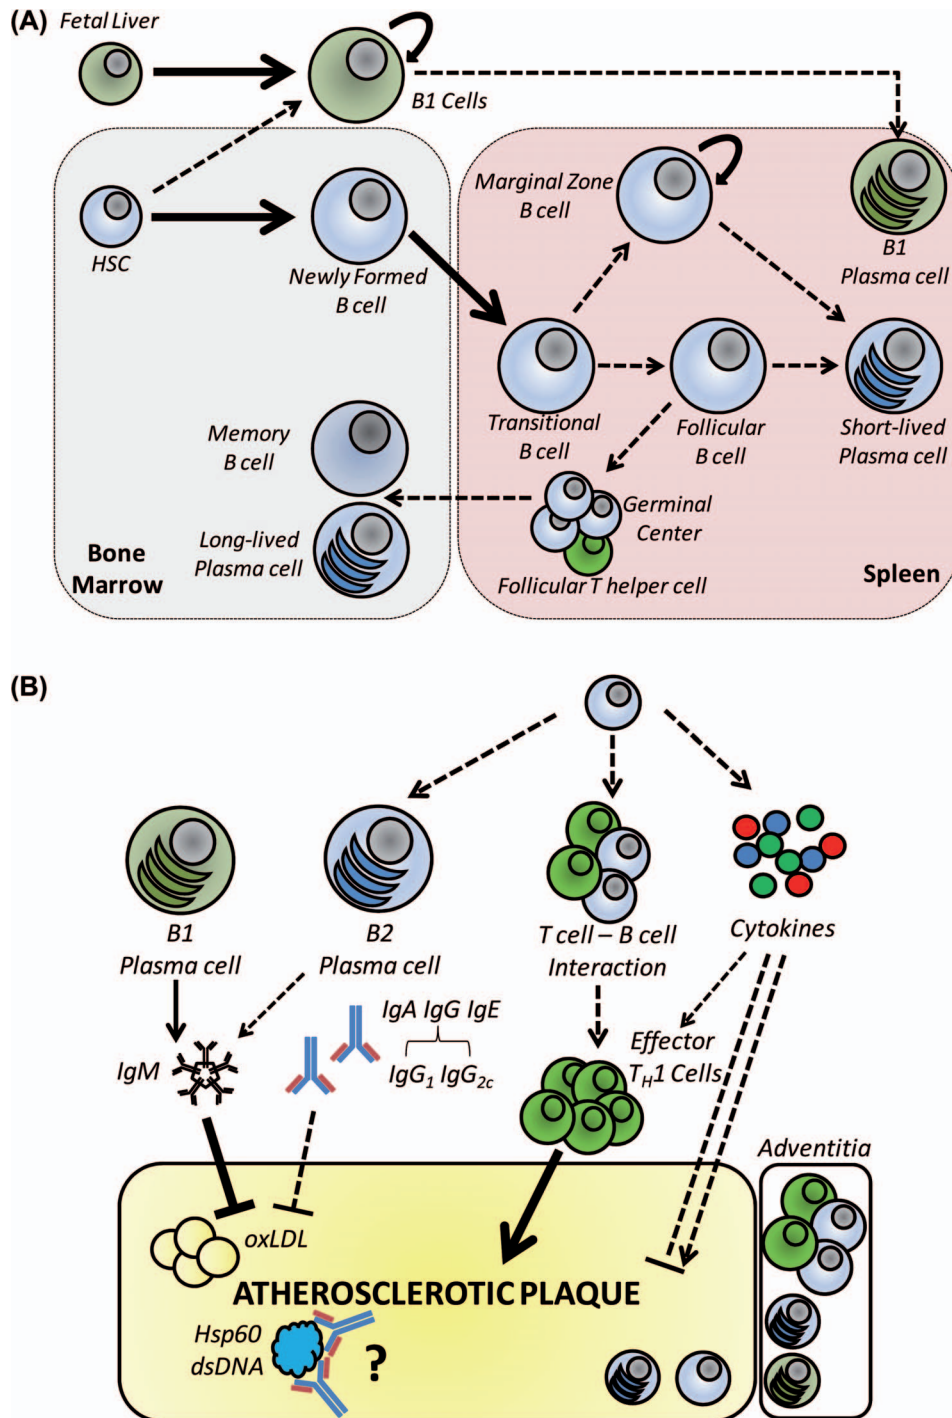 (A)
Fetal Liver
B1 Cells
HSC
Newly Formed
B cell
Marginal Zone
B cell
B1
Plasma cell
Transitional
B cell
Follicular
B cell
Short-lived
Plasma cell
Memory
B cell
Long-lived
Plasma cell
Germinal
Center
Follicular T helper cell
Bone
Marrow
Spleen
(B)
B1
Plasma cell
B2
Plasma cell
T cell – B cell
Interaction
Cytokines
IgM
IgA IgG IgE
IgG1 IgG2c
Effector
TH1 Cells
Adventitia
oxLDL
ATHEROSCLEROTIC PLAQUE
Hsp60
dsDNA
?